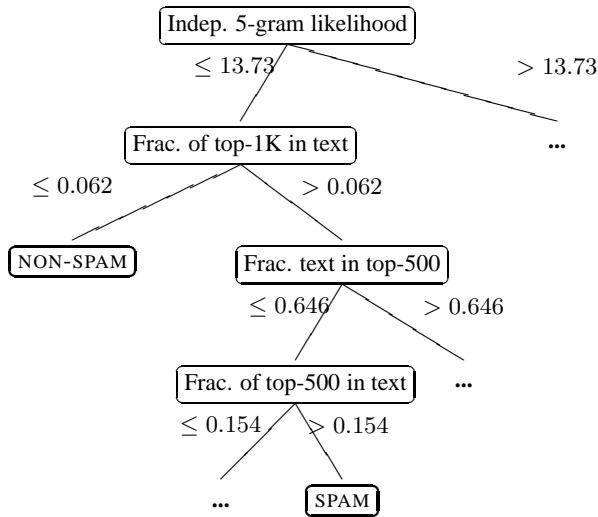 Indep. 5-gram likelihood
≤ 13.73 > 13.73
Frac. of top-1K in text ...
≤ 0.062 > 0.062
NON-SPAM Frac. text in top-500
≤ 0.646 > 0.646
Frac. of top-500 in text ...
≤ 0.154 > 0.154
... SPAM